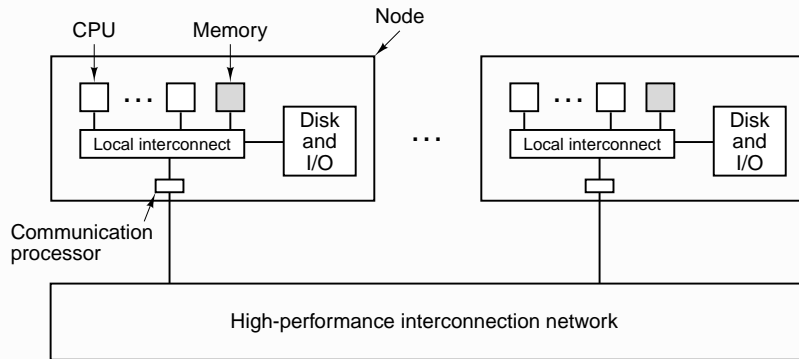 CPU
Memory
Node
. . .
Local interconnect
Disk
and
I/O
. . .
. . .
Local interconnect
Disk
and
I/O
Communication
processor
High-performance interconnection network